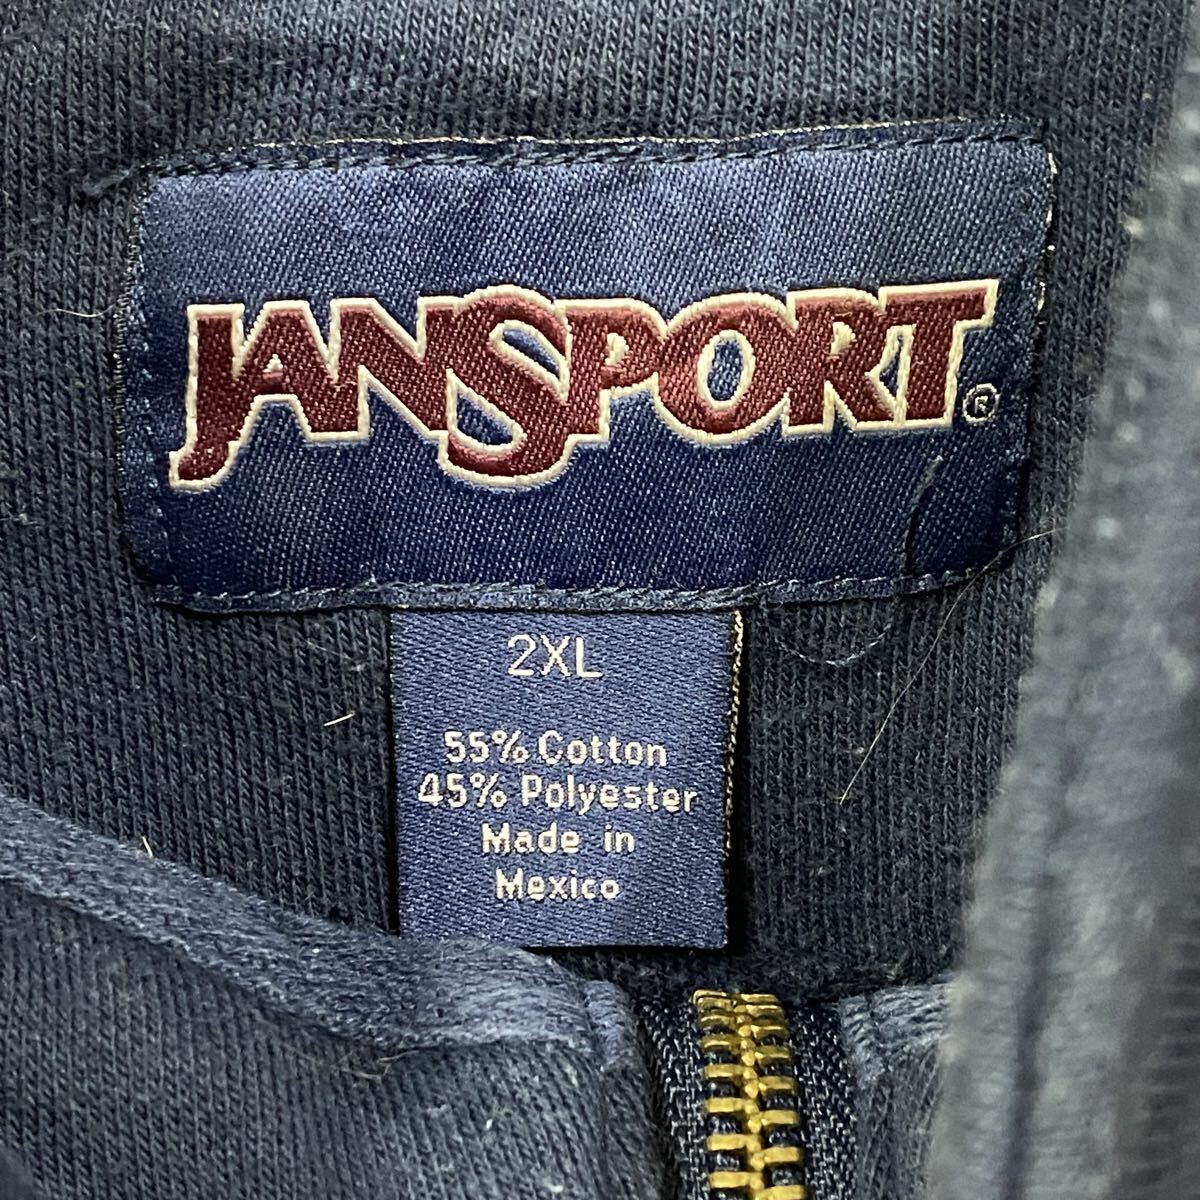 JANSPORT®
2XL
55% Cotton
45% Polyester
Made in
Mexico